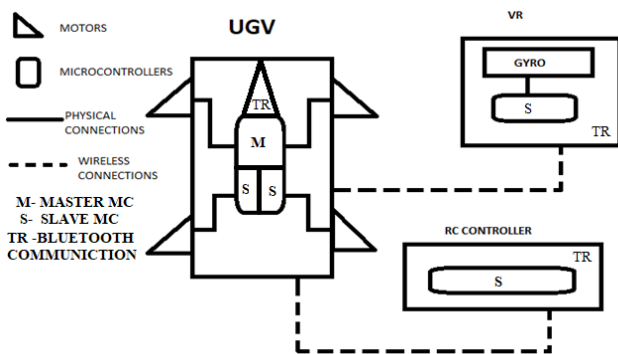 MOTORS
MICROCONTROLLERS
PHYSICAL
CONNECTIONS
WIRELESS
CONNECTIONS
M- MASTER MC
S- SLAVE MC
TR -BLUETOOTH
COMMUNICTION
UGV
TR
M
S S
VR
GYRO
S
TR
RC CONTROLLER
TR
S